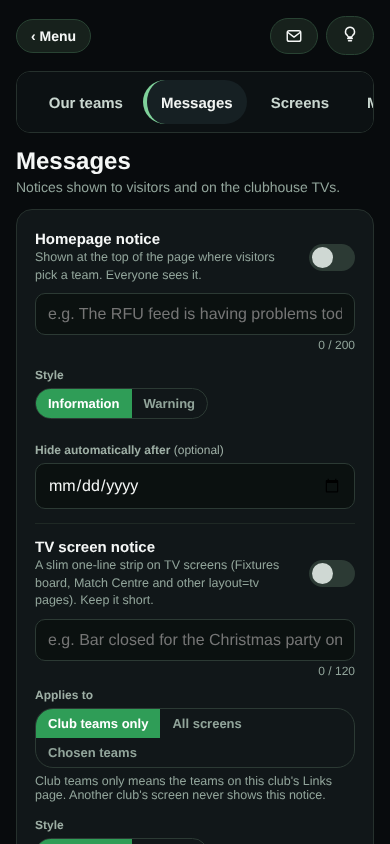 ‹ Menu
Our teams
Messages
Screens
Messages
Notices shown to visitors and on the clubhouse TVs.
Homepage notice
Shown at the top of the page where visitors
pick a team. Everyone sees it.
e.g. The RFU feed is having problems tod
0 / 200
Style
Information
Warning
Hide automatically after (optional)
mm/dd/yyyy
TV screen notice
A slim one-line strip on TV screens (Fixtures
board, Match Centre and other layout=tv
pages). Keep it short.
e.g. Bar closed for the Christmas party on
0 / 120
Applies to
Club teams only
All screens
Chosen teams
Club teams only means the teams on this club's Links
page. Another club's screen never shows this notice.
Style